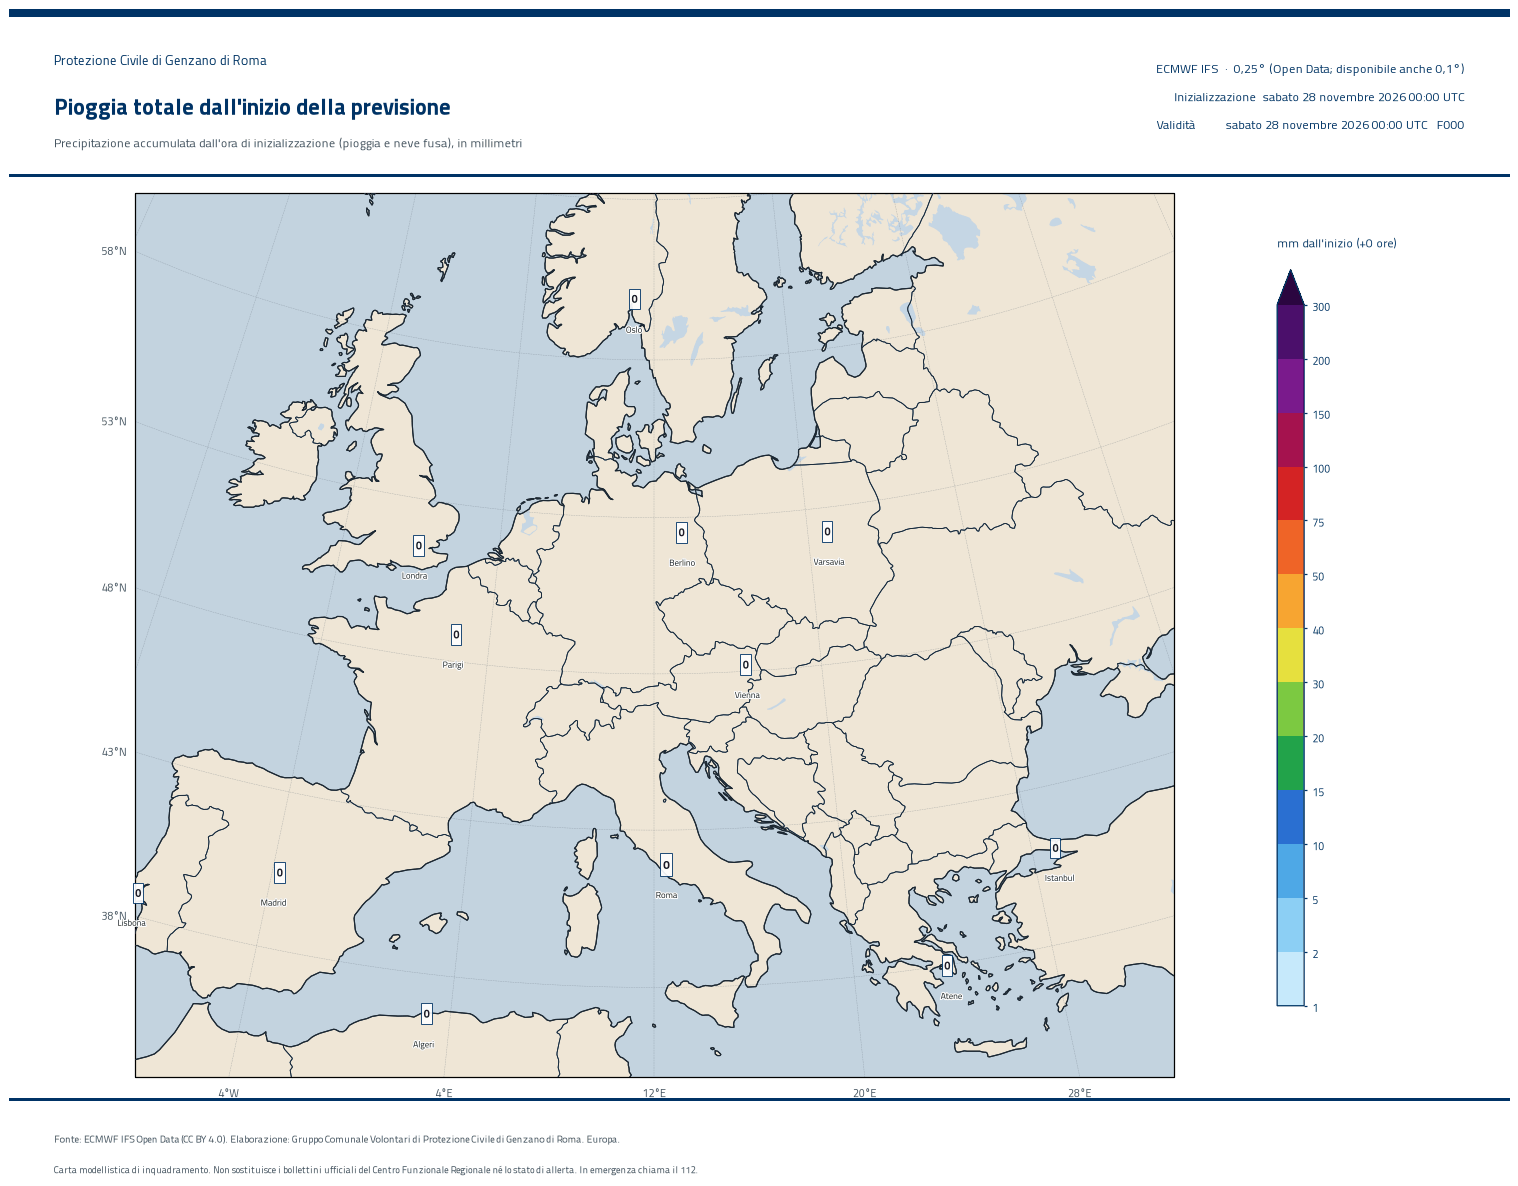 Protezione Civile di Genzano di Roma
Pioggia totale dall'inizio della previsione
Precipitazione accumulata dall'ora di inizializzazione (pioggia e neve fusa), in millimetri
ECMWF IFS · 0,25° (Open Data; disponibile anche 0,1°)
Inizializzazione sabato 28 novembre 2026 00:00 UTC
Validità sabato 28 novembre 2026 00:00 UTC F000
58°N
53°N
48°N
43°N
38°N
0
Oslo
0
Londra
0
Berlino
0
Varsavia
0
Parigi
0
Vienna
0
Istanbul
0
Roma
0
Madrid
0
Lisbona
0
Atene
0
Algeri
4°W
4°E
12°E
20°E
28°E
mm dall'inizio (+0 ore)
300
200
150
100
75
50
40
30
20
15
10
5
2
1
Fonte: ECMWF IFS Open Data (CC BY 4.0). Elaborazione: Gruppo Comunale Volontari di Protezione Civile di Genzano di Roma. Europa.
Carta modellistica di inquadramento. Non sostituisce i bollettini ufficiali del Centro Funzionale Regionale né lo stato di allerta. In emergenza chiama il 112.